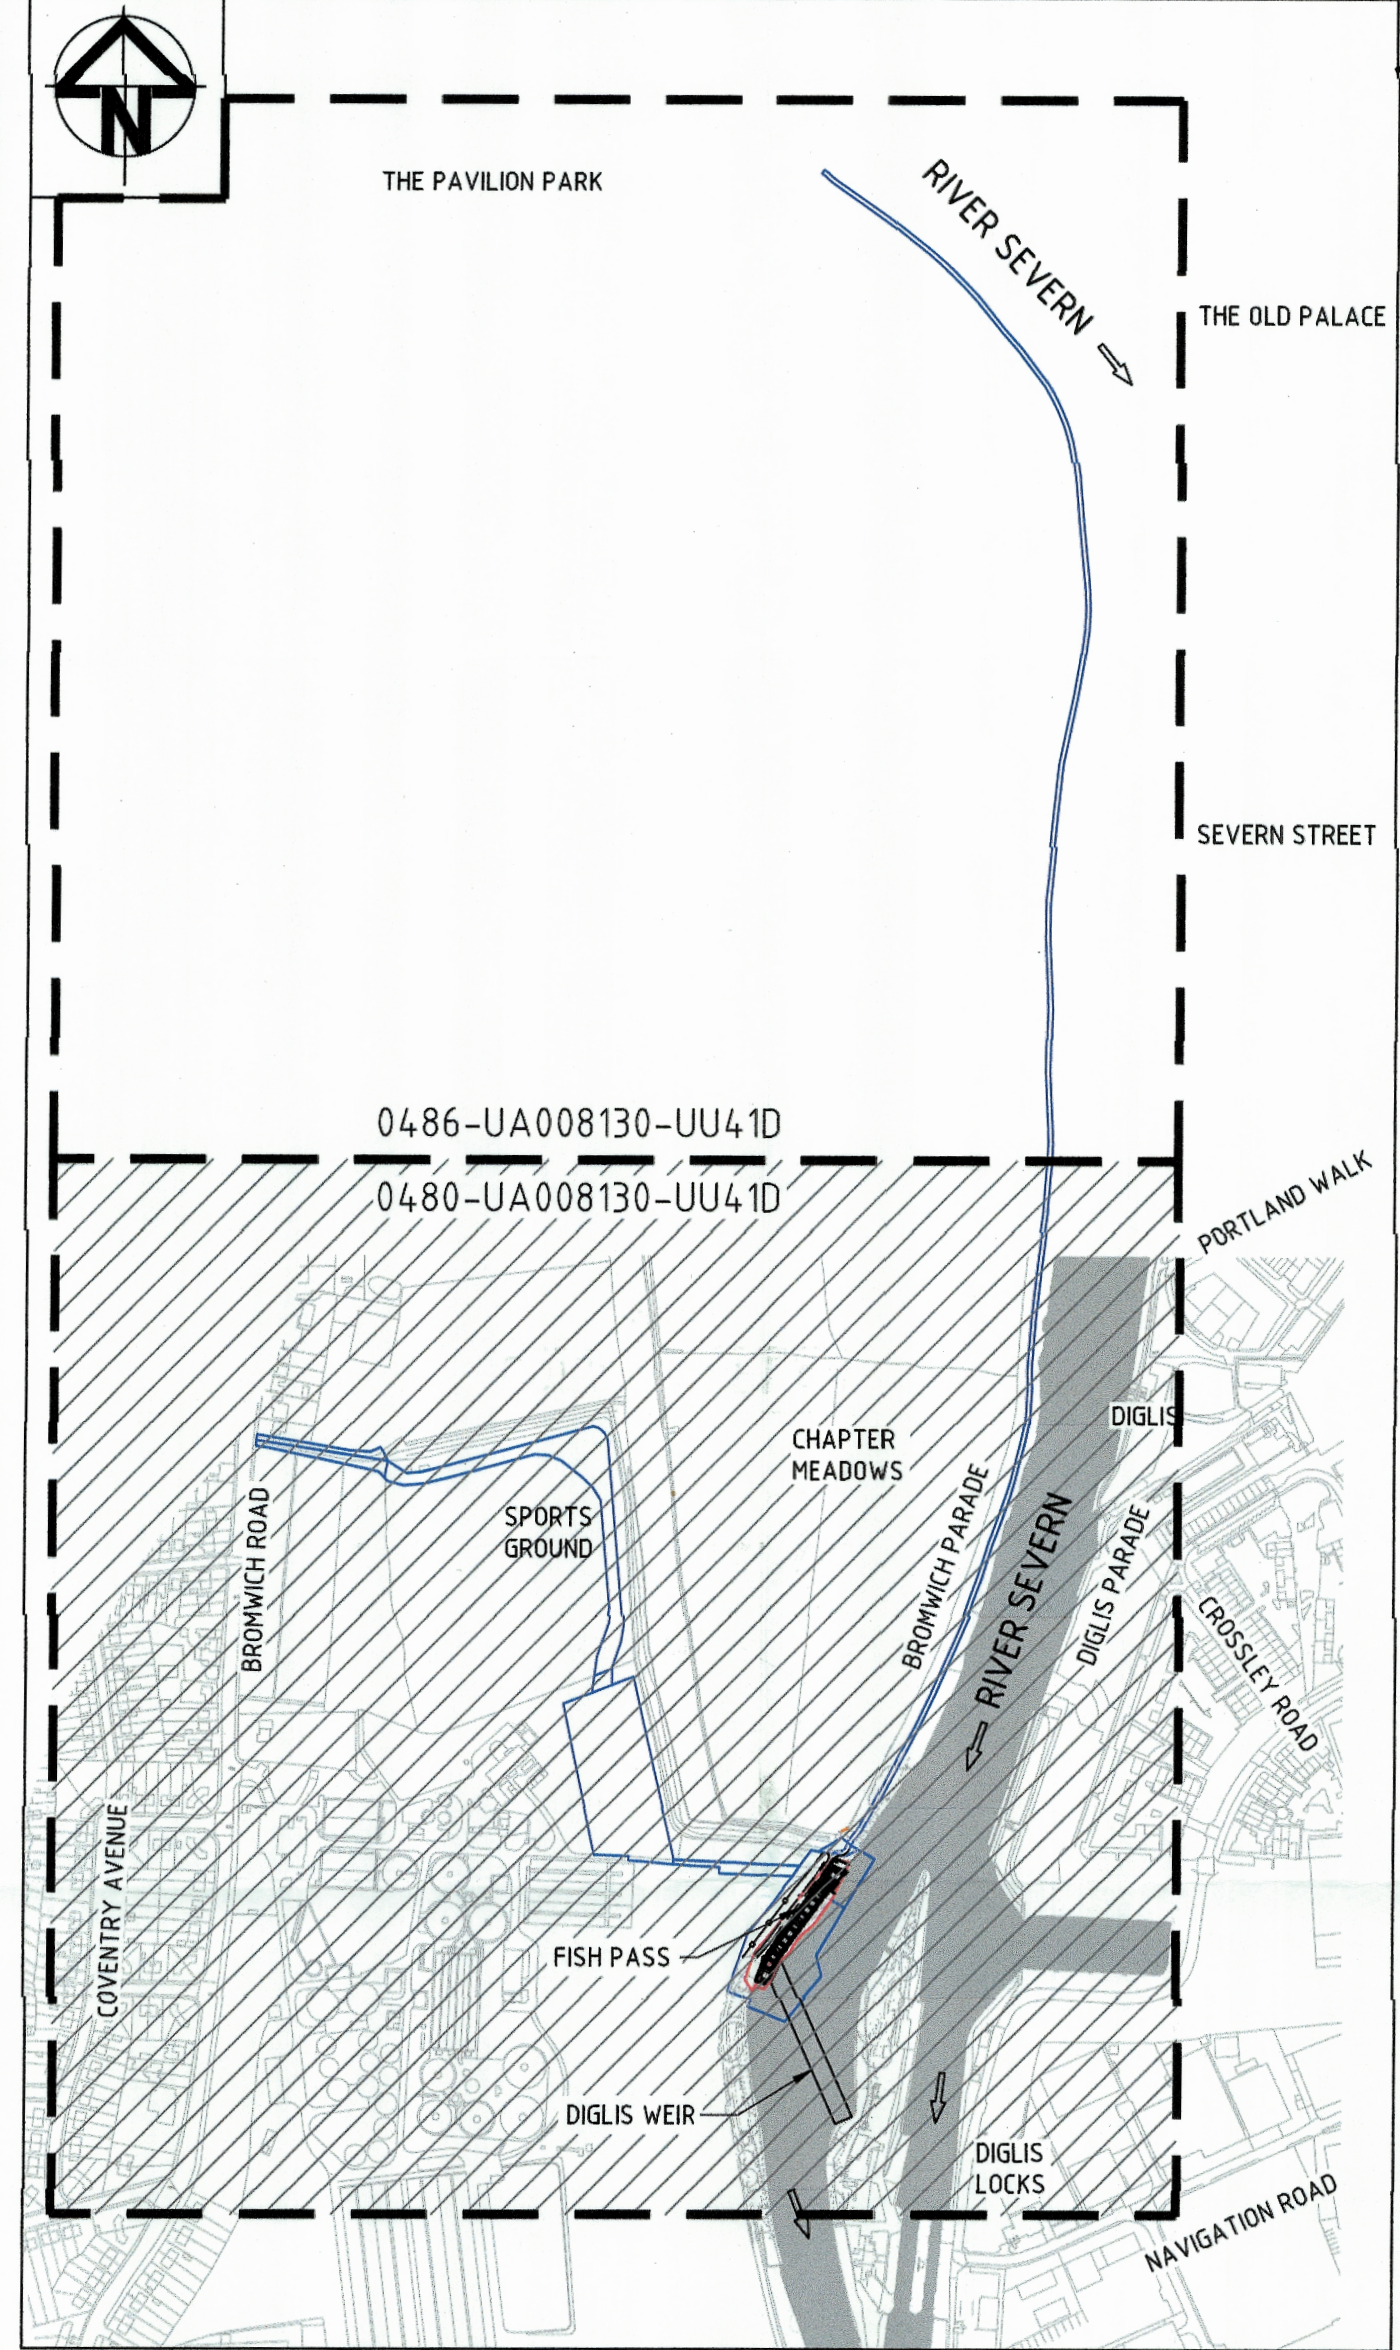 N
THE PAVILION PARK
RIVER SEVERN
THE OLD PALACE
SEVERN STREET
0486-UA008130-UU41D
0480-UA008130-UU41D
PORTLAND WALK
DIGLIS
CHAPTER
MEADOWS
SPORTS
GROUND
BROMWICH ROAD
BROMWICH PARADE
RIVER SEVERN
DIGLIS PARADE
CROSSLEY ROAD
COVENTRY AVENUE
FISH PASS
DIGLIS WEIR
DIGLIS
LOCKS
NAVIGATION ROAD